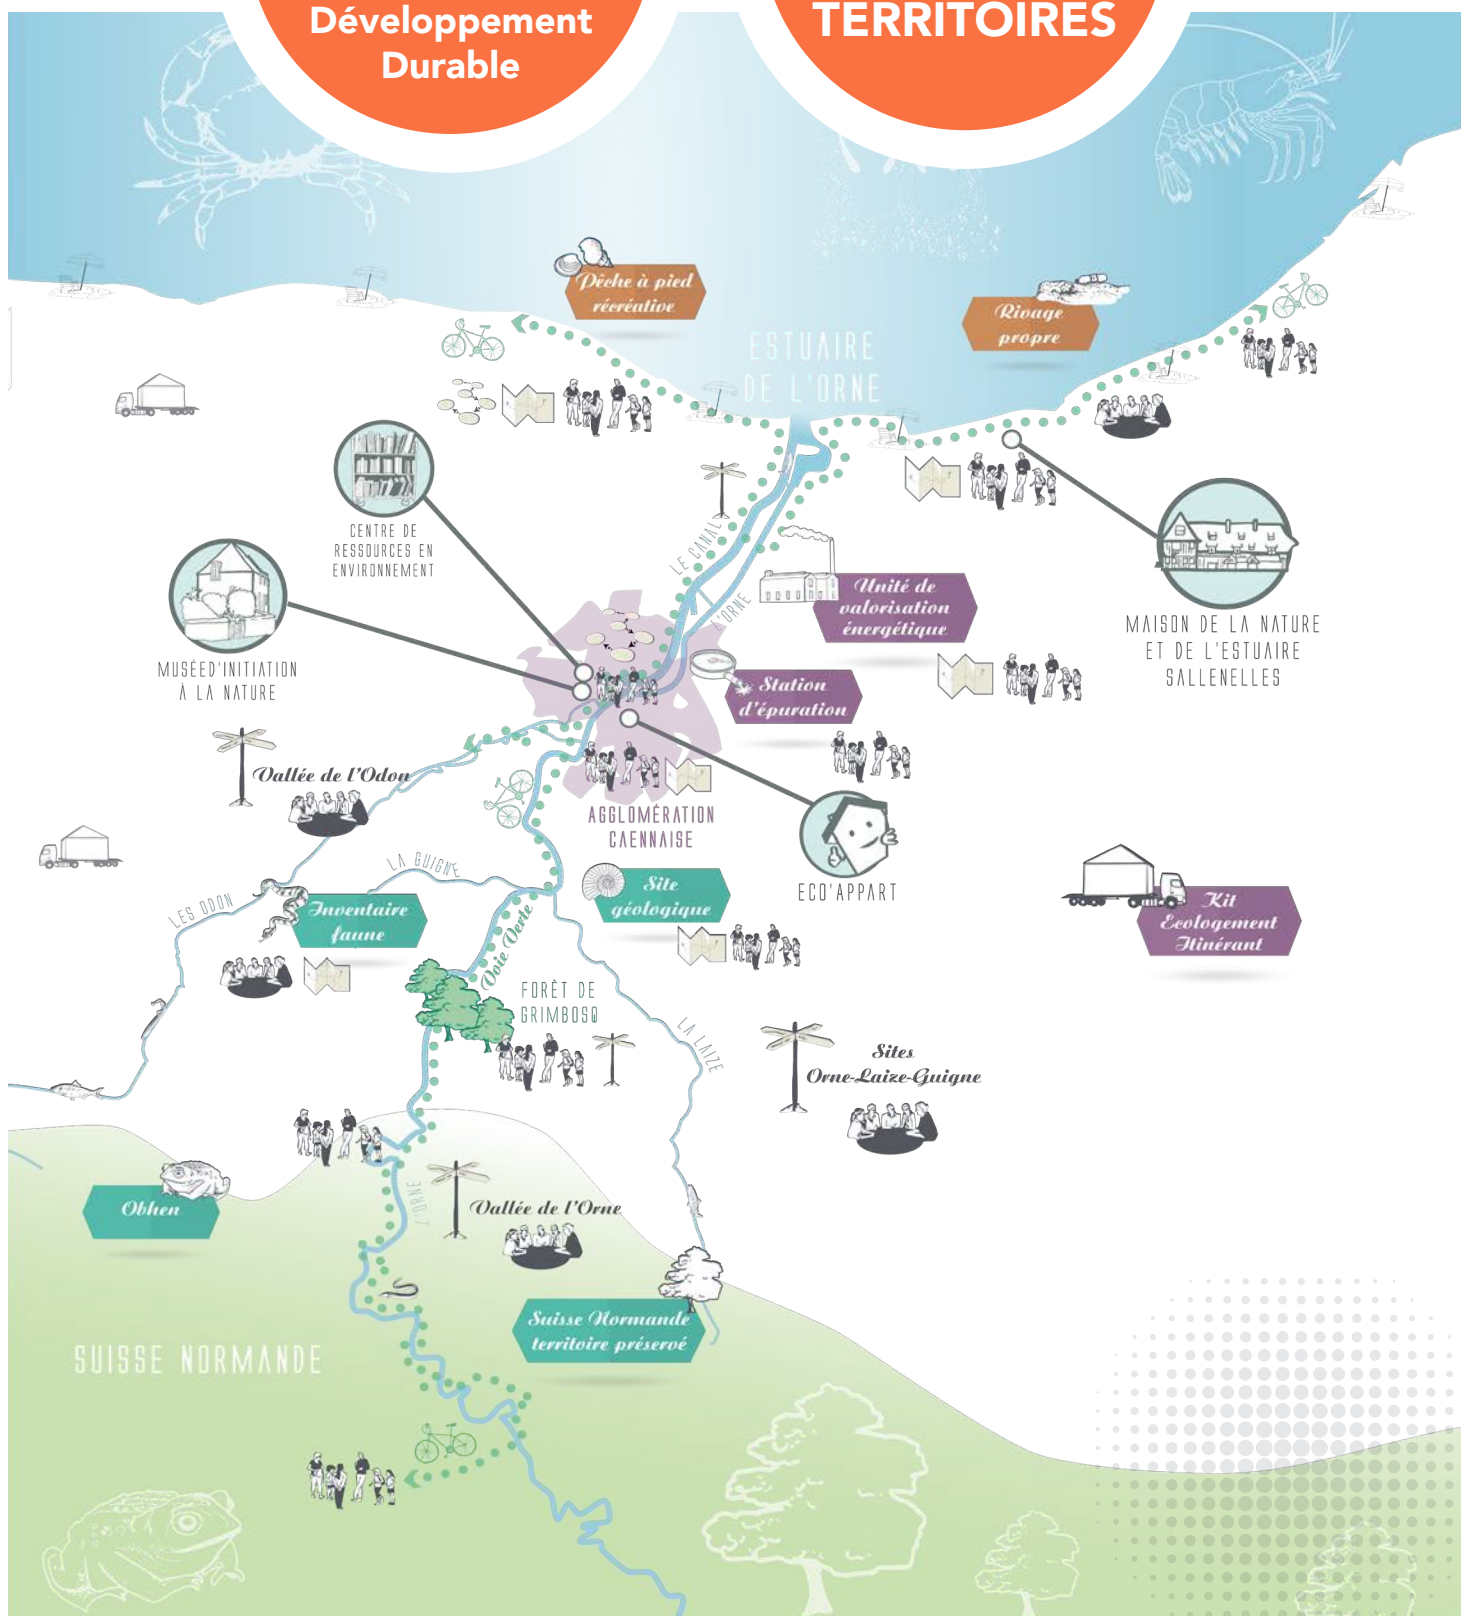 Développement
Durable
TERRITOIRES
Pêche à pied
récréative
Rivage
propre
ESTUAIRE
DE L'ORNE
CENTRE DE
RESSOURCES EN
ENVIRONNEMENT
LE CANAL
L'ORNE
Unité de
valorisation
énergétique
MAISON DE LA NATURE
ET DE L'ESTUAIRE
SALLENELLES
MUSÉED'INITIATION
À LA NATURE
Station
d'épuration
Vallée de l'Odon
AGGLOMÉRATION
CAENNAISE
ECO'APPART
LA GUIGNE
LES ODON
Inventaire
faune
Site
géologique
Kit
Ecologement
Itinérant
Voie Verte
FORÊT DE
GRIMBOSQ
LA LAIZE
Sites
Orne-Laize-Guigne
Obhen
L'ORNE
Vallée de l'Orne
Suisse Normande
territoire préservé
SUISSE NORMANDE